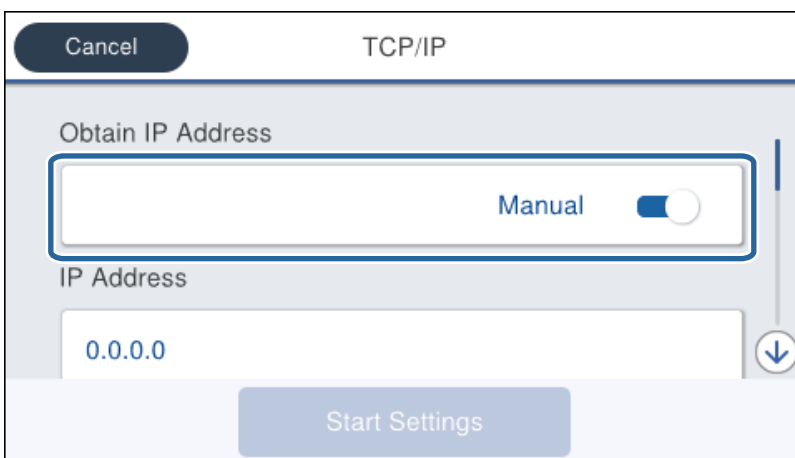 Cancel
TCP/IP
Obtain IP Address
Manual
IP Address
0.0.0.0
Start Settings